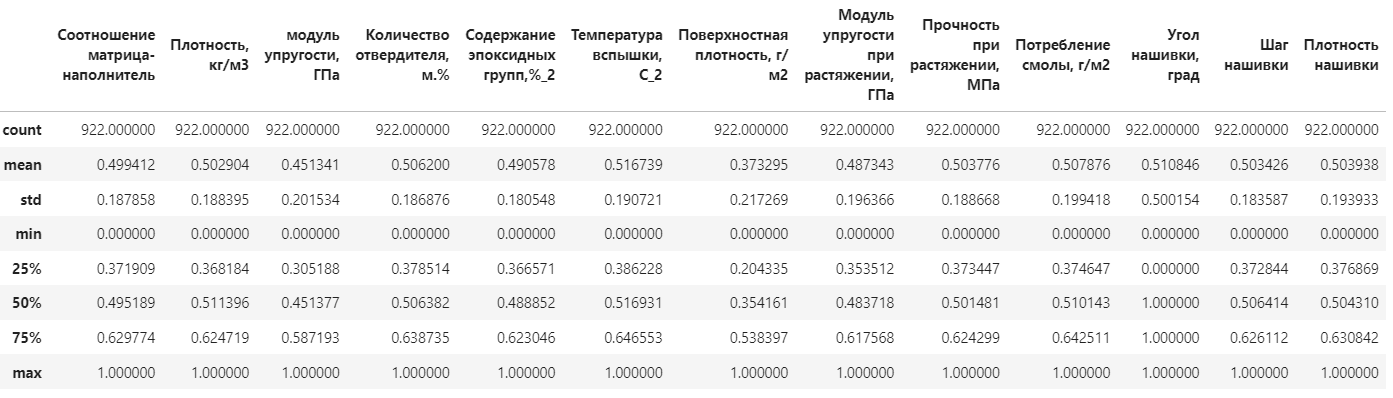 Соотношение матрица-наполнитель	Плотность, кг/м3	модуль упругости, ГПа	Количество отвердителя, м.%	Содержание эпоксидных групп,%_2	Температура вспышки, С_2	Поверхностная плотность, г/м2	Модуль упругости при растяжении, ГПа	Прочность при растяжении, МПа	Потребление смолы, г/м2	Угол нашивки, град	Шаг нашивки	Плотность нашивки
count	922.000000	922.000000	922.000000	922.000000	922.000000	922.000000	922.000000	922.000000	922.000000	922.000000	922.000000	922.000000	922.000000
mean	0.499412	0.502904	0.451341	0.506200	0.490578	0.516739	0.373295	0.487343	0.503776	0.507876	0.510846	0.503426	0.503938
std	0.187858	0.188395	0.201534	0.186876	0.180548	0.190721	0.217269	0.196366	0.188668	0.199418	0.500154	0.183587	0.193933
min	0.000000	0.000000	0.000000	0.000000	0.000000	0.000000	0.000000	0.000000	0.000000	0.000000	0.000000	0.000000	0.000000
25%	0.371909	0.368184	0.305188	0.378514	0.366571	0.386228	0.204335	0.353512	0.373447	0.374647	0.000000	0.372844	0.376869
50%	0.495189	0.511396	0.451377	0.506382	0.488852	0.516931	0.354161	0.483718	0.501481	0.510143	1.000000	0.506414	0.504310
75%	0.629774	0.624719	0.587193	0.638735	0.623046	0.646553	0.538397	0.617568	0.624299	0.642511	1.000000	0.626112	0.630842
max	1.000000	1.000000	1.000000	1.000000	1.000000	1.000000	1.000000	1.000000	1.000000	1.000000	1.000000	1.000000	1.000000